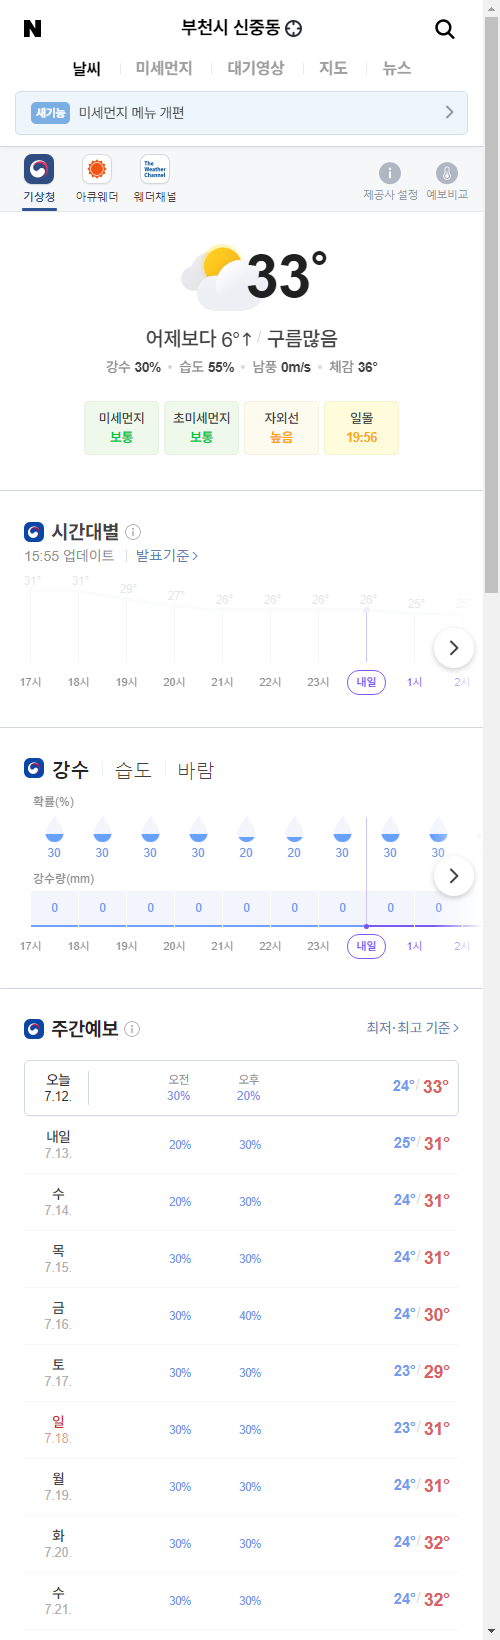 N
부천시 신중동
날씨 미세먼지 대기영상 지도 뉴스
새기능 미세먼지 메뉴 개편
The Weather Channel
기상청 아큐웨더 웨더채널 제공사 설정 예보비교
33°
어제보다 6°↑ / 구름많음
강수 30% • 습도 55% • 남풍 0m/s • 체감 36°
미세먼지 초미세먼지 자외선 일몰
보통 보통 높음 19:56
시간대별
15:55 업데이트 발표기준 >
31° 31° 29° 27° 26° 26° 26° 26° 25° 25°
17시 18시 19시 20시 21시 22시 23시 내일 1시 2시
강수 습도 바람
확률(%)
30 30 30 30 20 20 30 30 30
강수량(mm)
0 0 0 0 0 0 0 0 0
17시 18시 19시 20시 21시 22시 23시 내일 1시 2시
주간예보 최저·최고 기준 >
오늘 오전 오후
7.12. 30% 20% 24° / 33°
내일
7.13. 20% 30% 25° / 31°
수
7.14. 20% 30% 24° / 31°
목
7.15. 30% 30% 24° / 31°
금
7.16. 30% 40% 24° / 30°
토
7.17. 30% 30% 23° / 29°
일
7.18. 30% 30% 23° / 31°
월
7.19. 30% 30% 24° / 31°
화
7.20. 30% 30% 24° / 32°
수
7.21. 30% 30% 24° / 32°